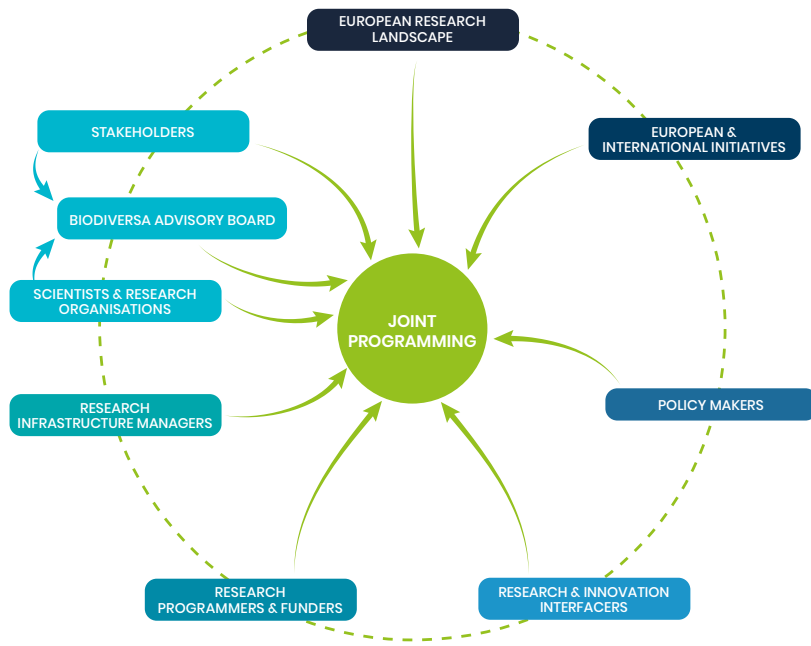 EUROPEAN RESEARCH
LANDSCAPE
STAKEHOLDERS
EUROPEAN &
INTERNATIONAL INITIATIVES
BIODIVERSA ADVISORY BOARD
SCIENTISTS & RESEARCH
ORGANISATIONS
JOINT
PROGRAMMING
RESEARCH
INFRASTRUCTURE MANAGERS
POLICY MAKERS
RESEARCH
PROGRAMMERS & FUNDERS
RESEARCH & INNOVATION
INTERFACERS